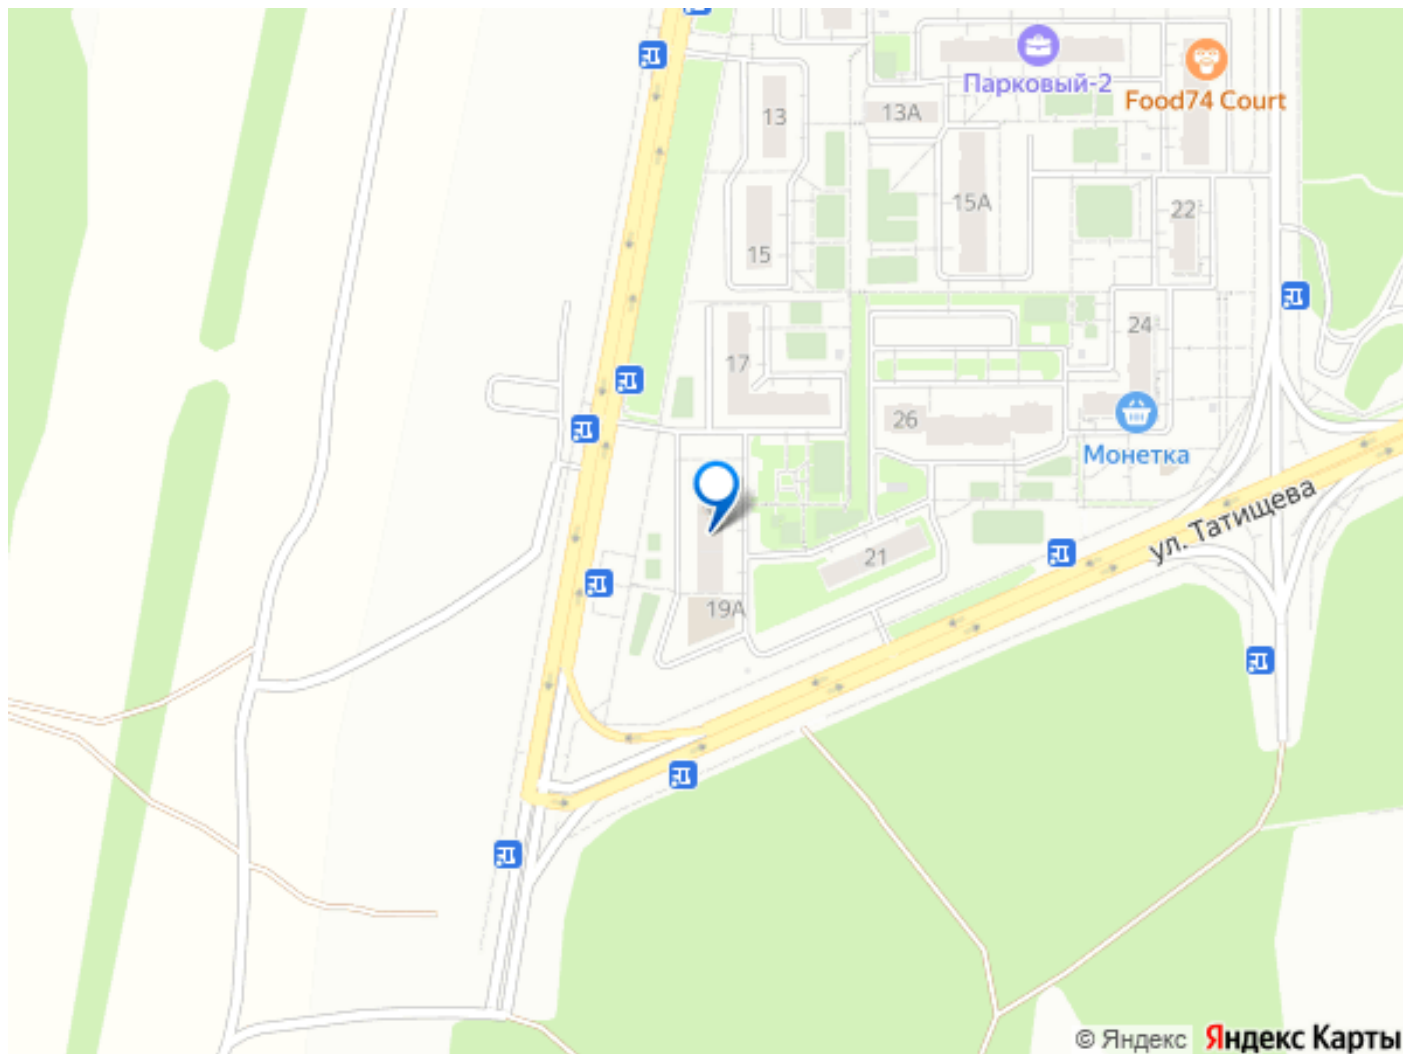 Парковый-2
Food74 Court
13
13А
15А
22
15
24
17
26
Монетка
ул. Татищева
21
19А
© Яндекс Яндекс Карты